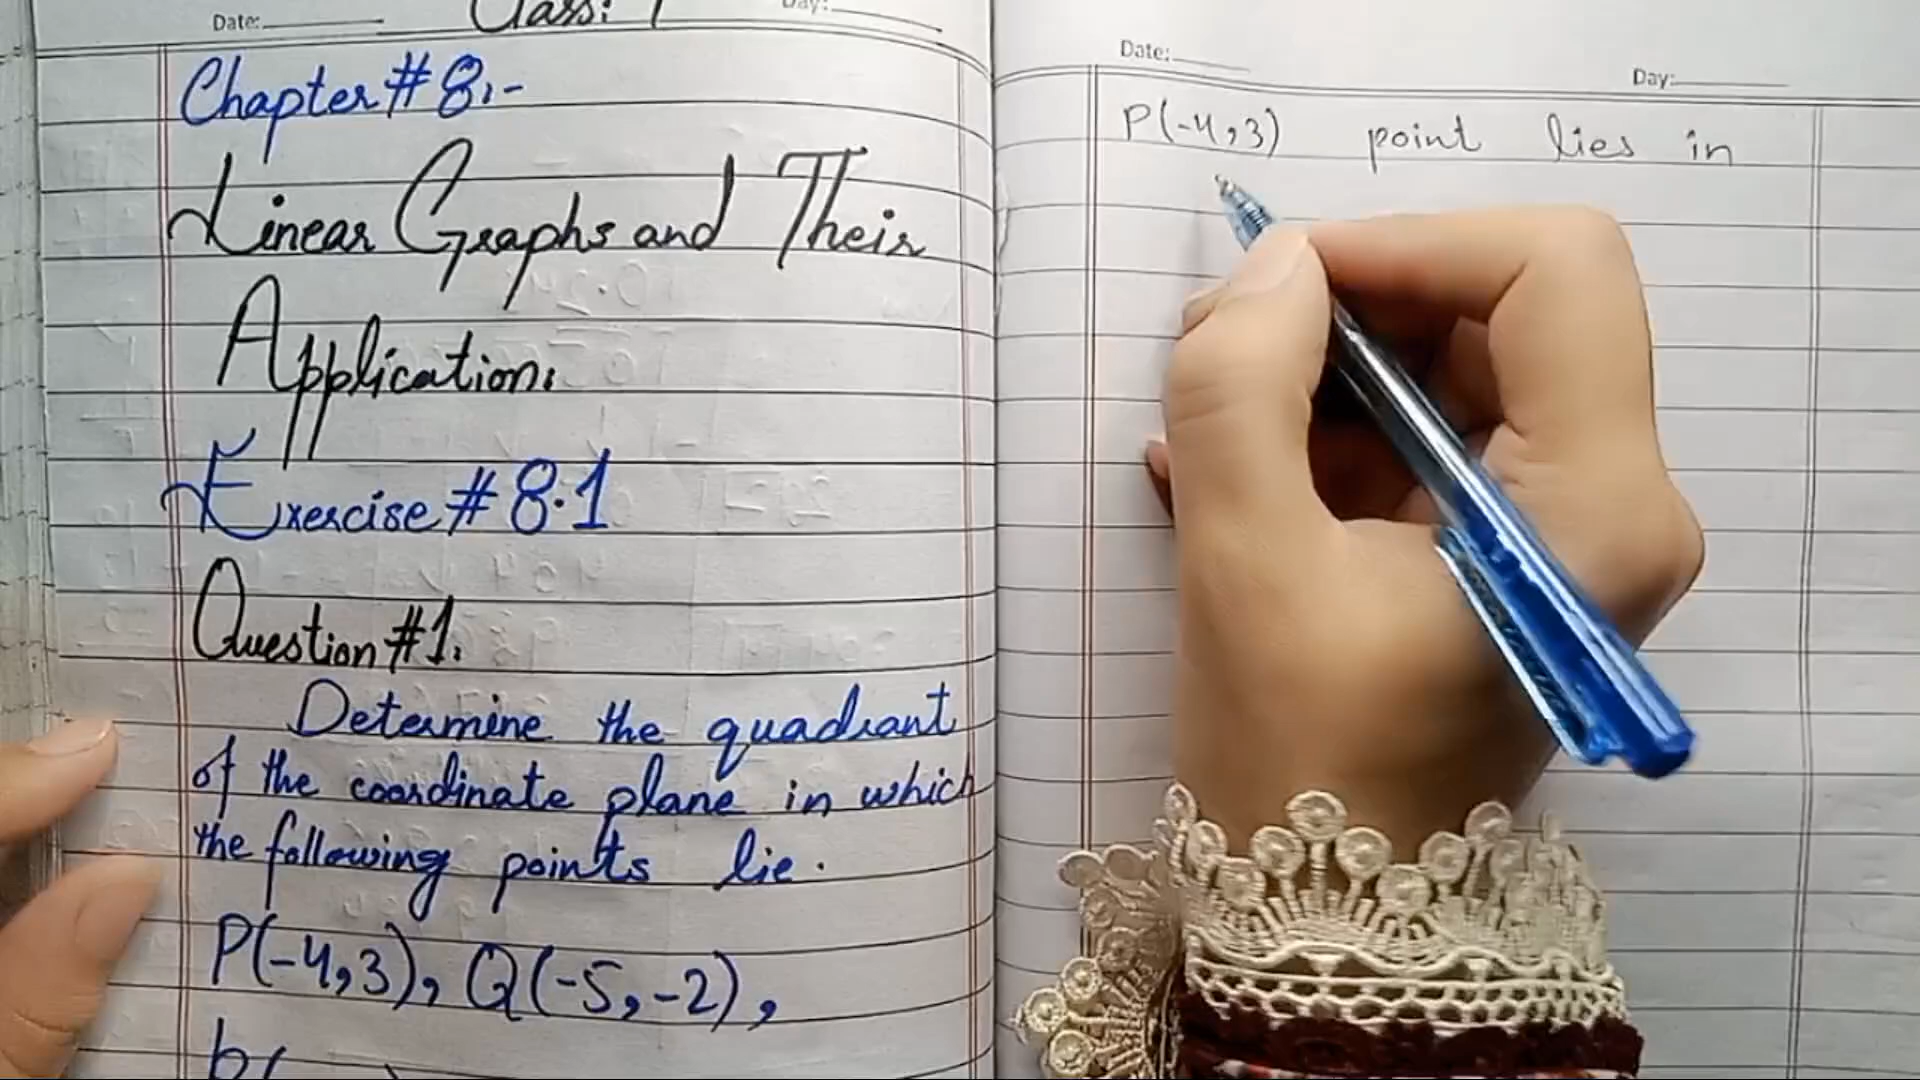 Date: Class: Day:
Chapter # 8.-
Linear Graphs and Their
Application.
Exercise # 8.1
Question #1.
Determine the quadrant
of the coordinate plane in which
the following points lie.
P(-4,3), Q(-5,-2),
Date: Day:
P(-4,3) point lies in